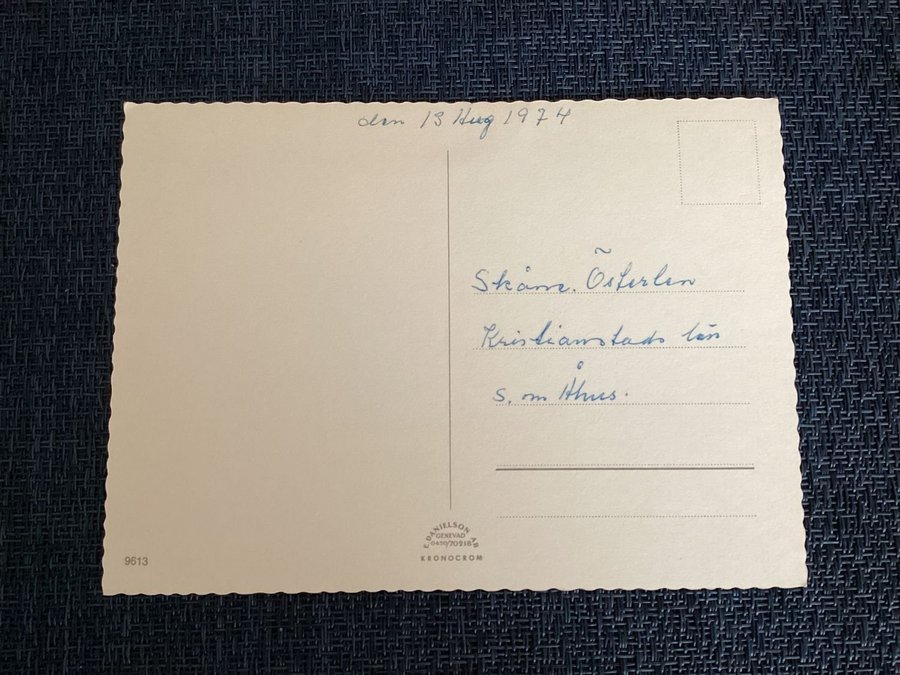 den 13 Aug 1974
Skåne. Österlen
Kristianstads län
s. om Åhus.
E. DANIELSON AB
GENEVAD
0430/70218
KRONOCROM
9613